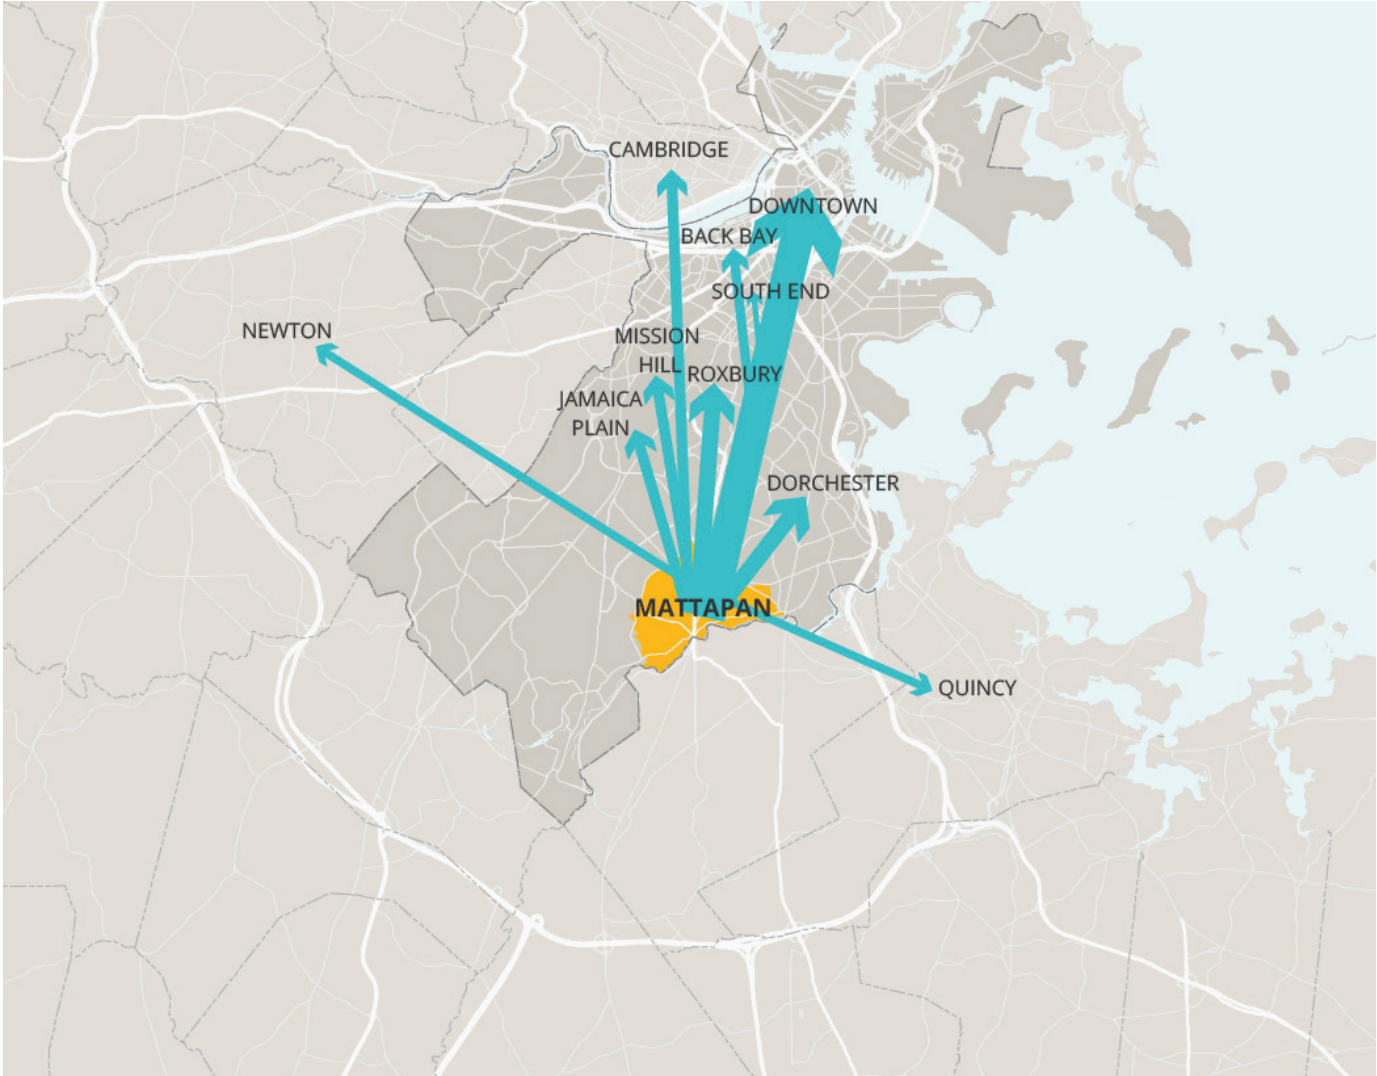 CAMBRIDGE
DOWNTOWN
BACK BAY
SOUTH END
NEWTON
MISSION
HILL
ROXBURY
JAMAICA
PLAIN
DORCHESTER
MATTAPAN
QUINCY